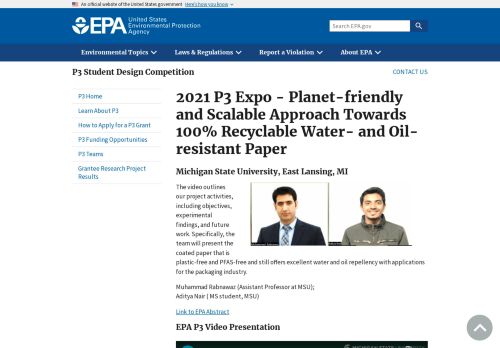 An official website of the United States government Here's how you know
EPA United States
Environmental Protection
Agency
Search EPA.gov
Environmental Topics Laws & Regulations Report a Violation About EPA
P3 Student Design Competition CONTACT US
P3 Home
Learn About P3
How to Apply for a P3 Grant
P3 Funding Opportunities
P3 Teams
Grantee Research Project
Results
2021 P3 Expo - Planet-friendly
and Scalable Approach Towards
100% Recyclable Water- and Oil-
resistant Paper
Michigan State University, East Lansing, MI
The video outlines
our project activities,
including objectives,
experimental
findings, and future
work. Specifically, the
team will present the
coated paper that is
plastic-free and PFAS-free and still offers excellent water and oil repellency with applications
for the packaging industry.
Muhammad Rabnawaz (Assistant Professor at MSU);
Aditya Nair ( MS student, MSU)
Link to EPA Abstract
EPA P3 Video Presentation